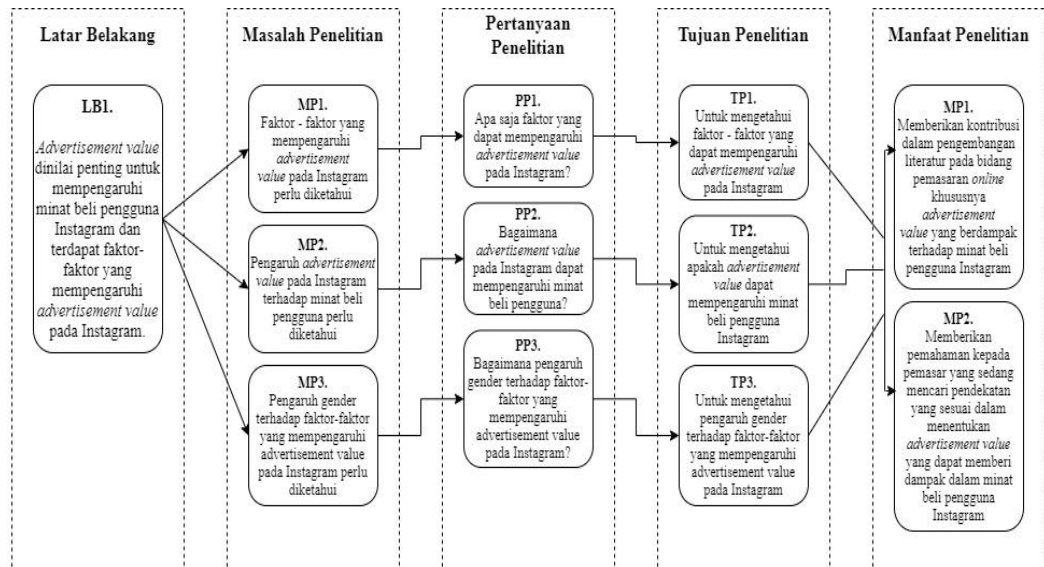 Latar Belakang
LB1.
Advertisement value
dinilai penting untuk
mempengaruhi
minat beli pengguna
Instagram dan
terdapat faktor-
faktor yang
mempengaruhi
advertisement value
pada Instagram.
Masalah Penelitian
MP1.
Faktor - faktor yang
mempengaruhi
advertisement
value pada Instagram
perlu diketahui
MP2.
Pengaruh advertisement
value pada Instagram
terhadap minat beli
pengguna perlu
diketahui
MP3.
Pengaruh gender
terhadap faktor-faktor
yang mempengaruhi
advertisement value
pada Instagram perlu
diketahui
Pertanyaan
Penelitian
PP1.
Apa saja faktor yang
dapat mempengaruhi
advertisement value
pada Instagram?
PP2.
Bagaimana
advertisement value
pada Instagram dapat
mempengaruhi minat
beli pengguna?
PP3.
Bagaimana pengaruh
gender terhadap faktor-
faktor yang
mempengaruhi
advertisement value
pada Instagram?
Tujuan Penelitian
TP1.
Untuk mengetahui
faktor - faktor yang
dapat mempengaruhi
advertisement value
pada Instagram
TP2.
Untuk mengetahui
apakah advertisement
value dapat
mempengaruhi minat
beli pengguna
Instagram
TP3.
Untuk mengetahui
pengaruh gender
terhadap faktor-faktor
yang mempengaruhi
advertisement value
pada Instagram
Manfaat Penelitian
MP1.
Memberikan kontribusi
dalam pengembangan
literatur pada bidang
pemasaran online
khususnya
advertisement
value yang berdampak
terhadap minat beli
pengguna Instagram
MP2.
Memberikan
pemahaman kepada
pemasar yang sedang
mencari pendekatan
yang sesuai dalam
menentukan
advertisement value
yang dapat memberi
dampak dalam minat
beli pengguna
Instagram